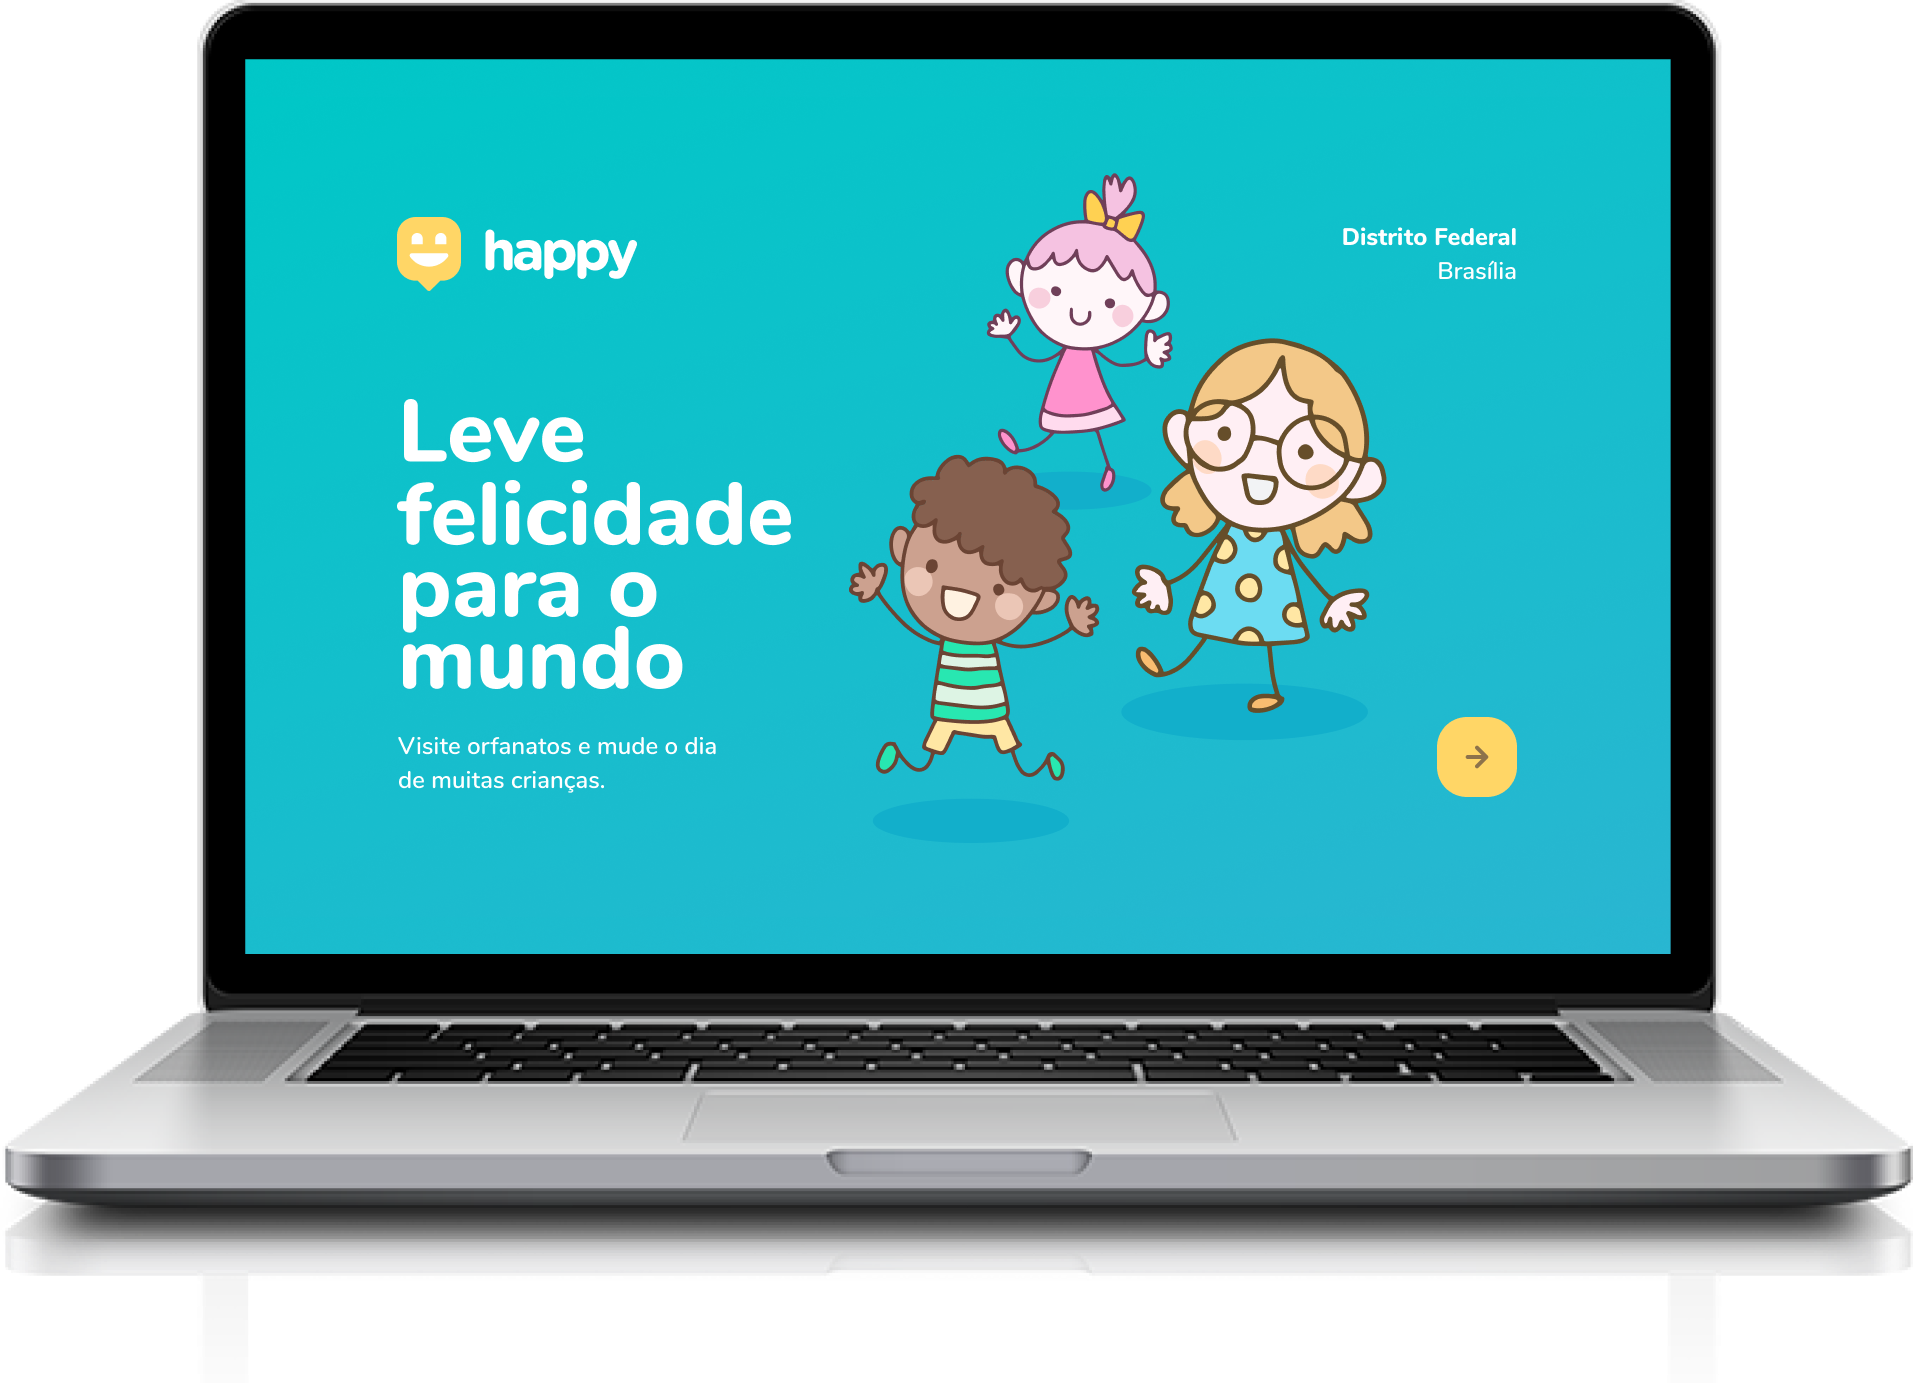 happy
Distrito Federal
Brasília
Leve
felicidade
para o
mundo
Visite orfanatos e mude o dia
de muitas crianças.